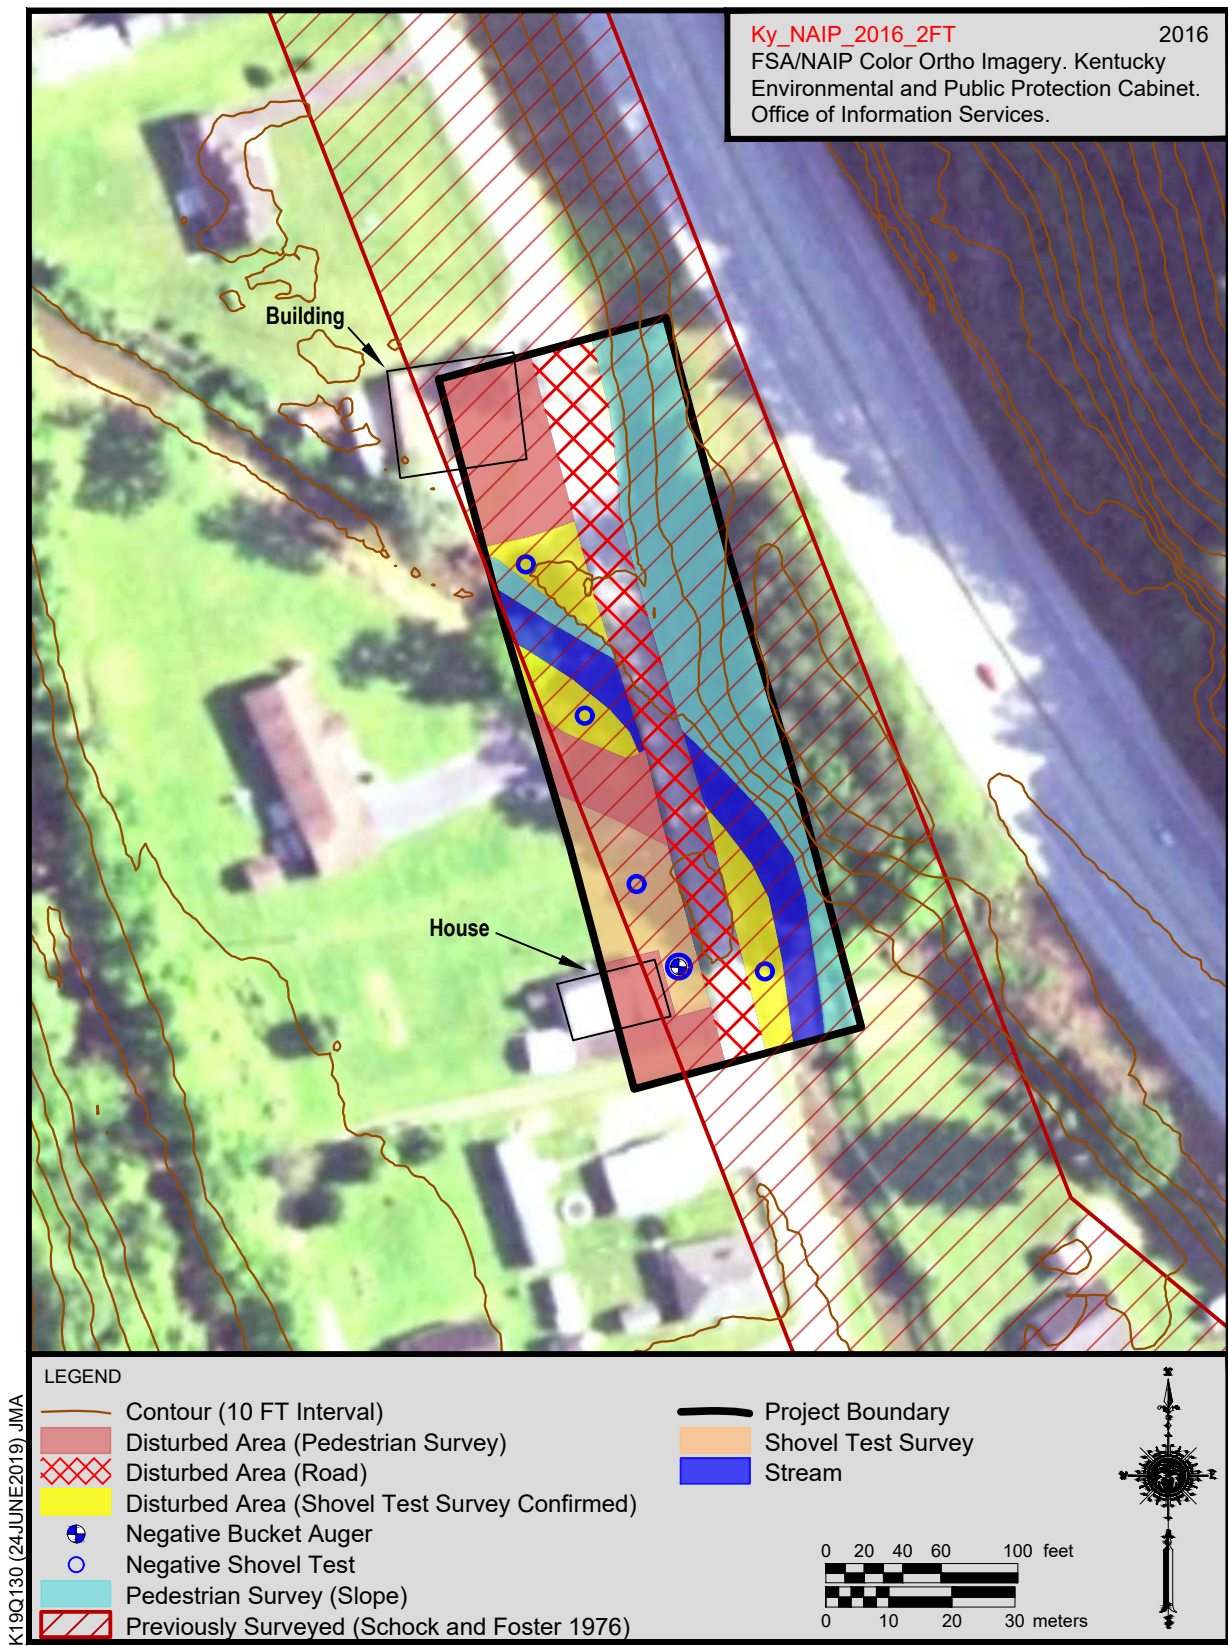 Ky_NAIP_2016_2FT 2016
FSA/NAIP Color Ortho Imagery. Kentucky
Environmental and Public Protection Cabinet.
Office of Information Services.
Building
House
LEGEND
Contour (10 FT Interval)
Disturbed Area (Pedestrian Survey)
Disturbed Area (Road)
Disturbed Area (Shovel Test Survey Confirmed)
Negative Bucket Auger
Negative Shovel Test
Pedestrian Survey (Slope)
Previously Surveyed (Schock and Foster 1976)
Project Boundary
Shovel Test Survey
Stream
0 20 40 60 100 feet
0 10 20 30 meters
K19Q130 (24JUNE2019) JMA